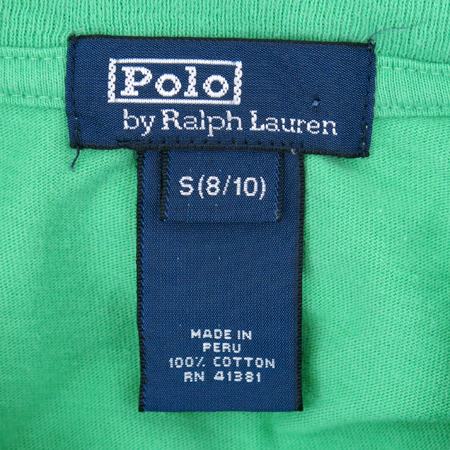 Polo
by Ralph Lauren
S(8/10)
MADE IN
PERU
100% COTTON
RN 41381